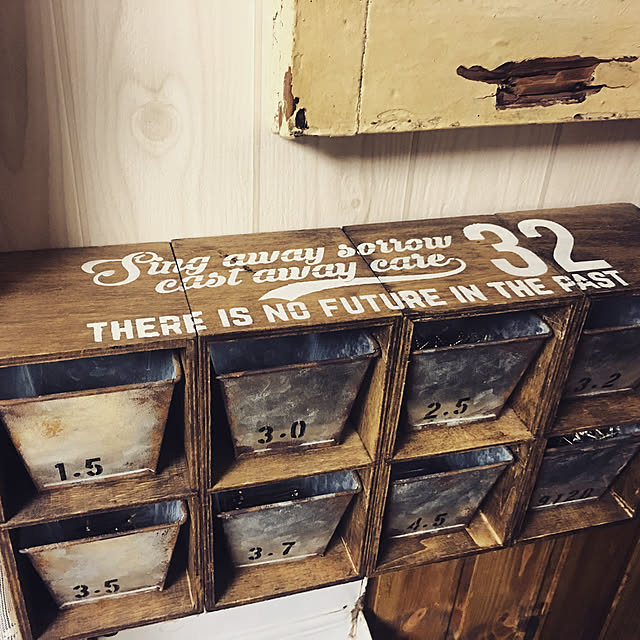 Sing away sorrow
cast away care
32
THERE IS NO FUTURE IN THE PAST
1.5
3.0
2.5
3.2
3.5
3.7
4.5